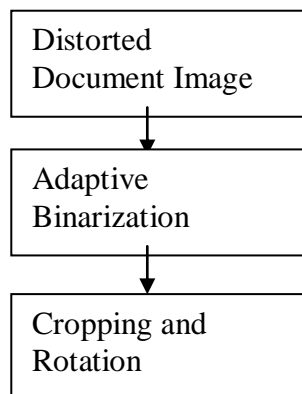 Distorted
Document Image
Adaptive
Binarization
Cropping and
Rotation